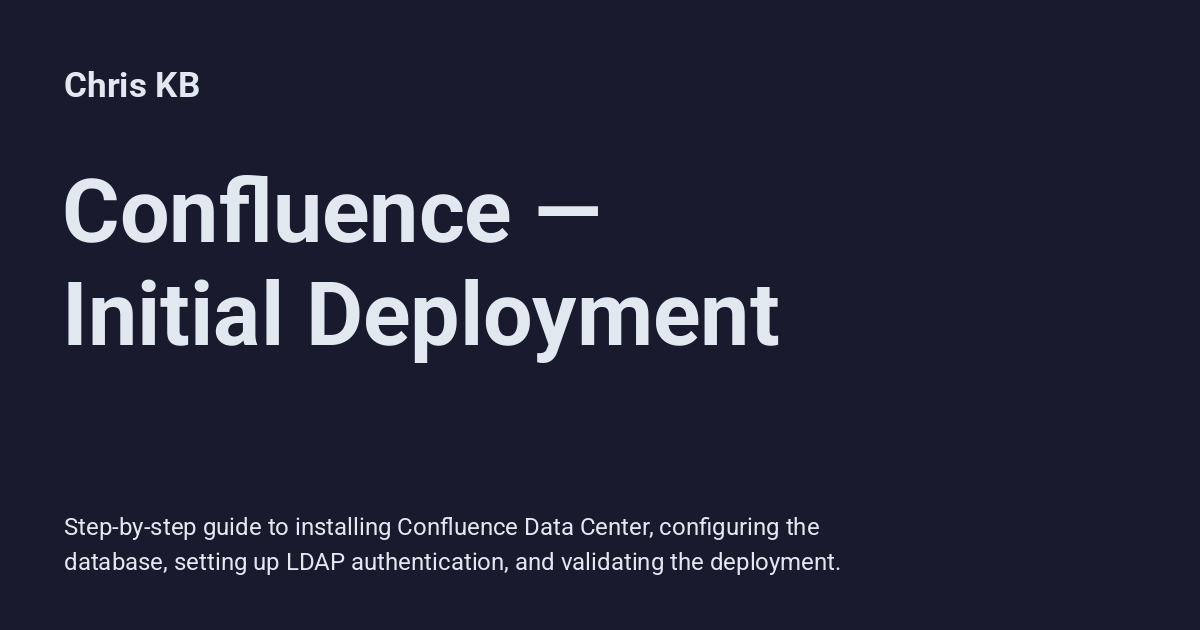 Chris KB
Confluence —
Initial Deployment
Step-by-step guide to installing Confluence Data Center, configuring the
database, setting up LDAP authentication, and validating the deployment.